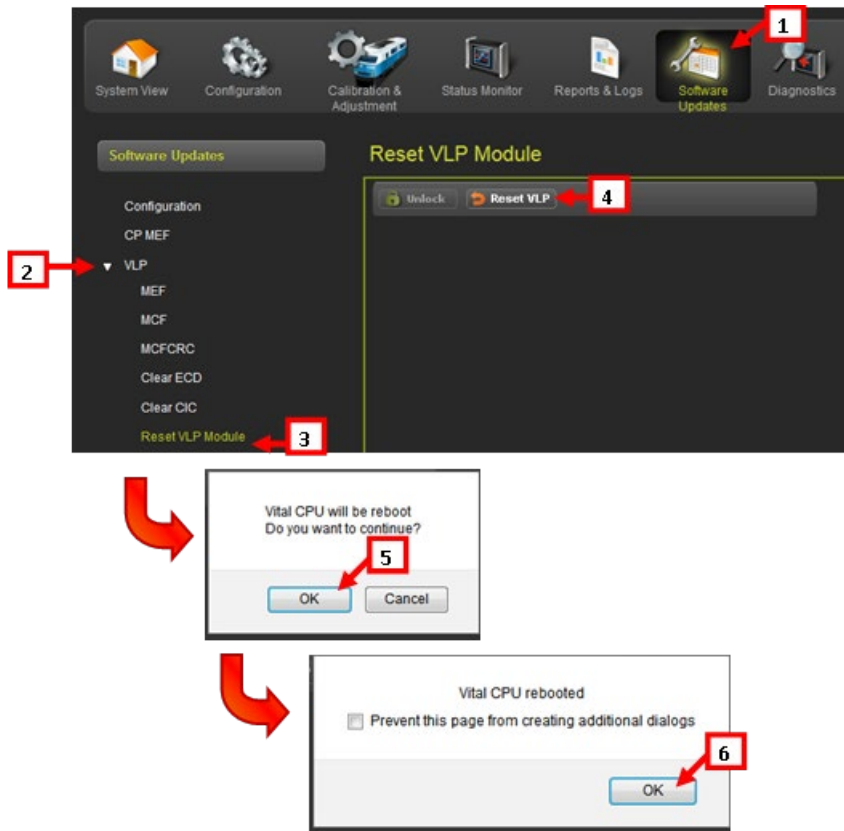 1
System View
Configuration
Calibration &
Adjustment
Status Monitor
Reports & Logs
Software
Updates
Diagnostics
Software Updates
Reset VLP Module
Unlock
Reset VLP
4
Configuration
CP MEF
2
VLP
MEF
MCF
MCFCRC
Clear ECD
Clear CIC
Reset VLP Module
3
Vital CPU will be reboot
Do you want to continue?
5
OK
Cancel
Vital CPU rebooted
Prevent this page from creating additional dialogs
6
OK